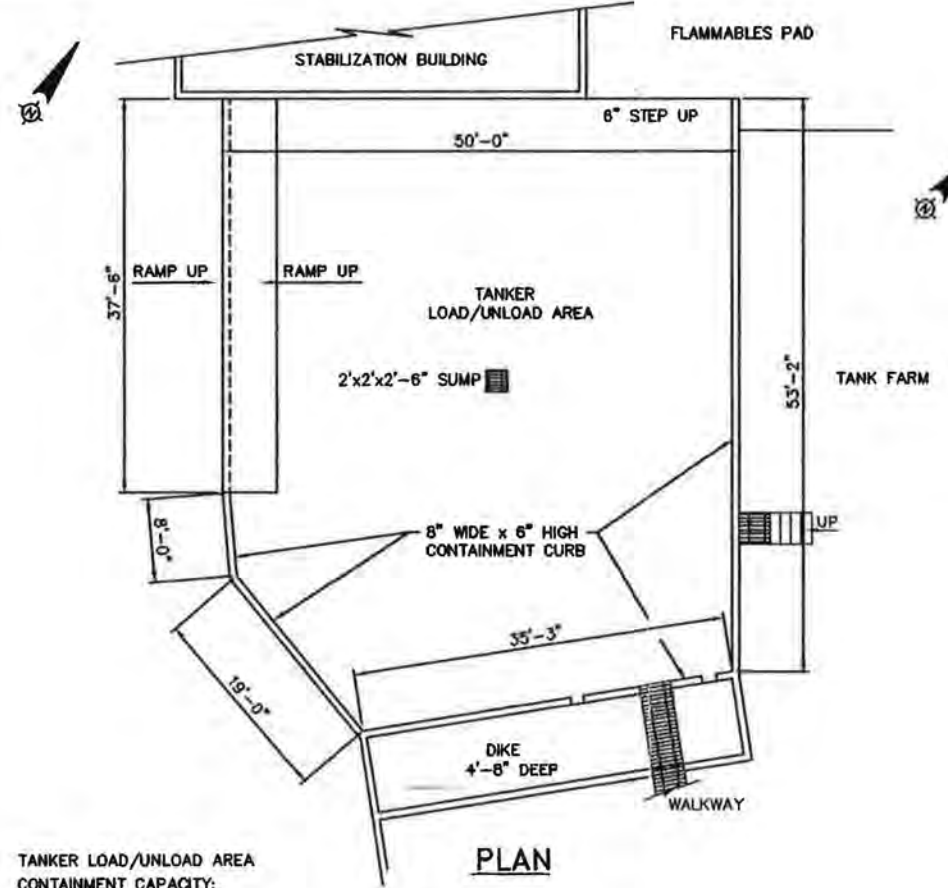 FLAMMABLES PAD
STABILIZATION BUILDING
N
6" STEP UP
50'-0"
N
RAMP UP
RAMP UP
37'-6"
TANKER
LOAD/UNLOAD AREA
2'x2'x2'-6" SUMP
53'-2"
TANK FARM
8'-0"
8" WIDE x 6" HIGH
CONTAINMENT CURB
UP
35'-3"
19'-0"
DIKE
4'-8" DEEP
WALKWAY
PLAN
TANKER LOAD/UNLOAD AREA
CONTAINMENT CAPACITY: